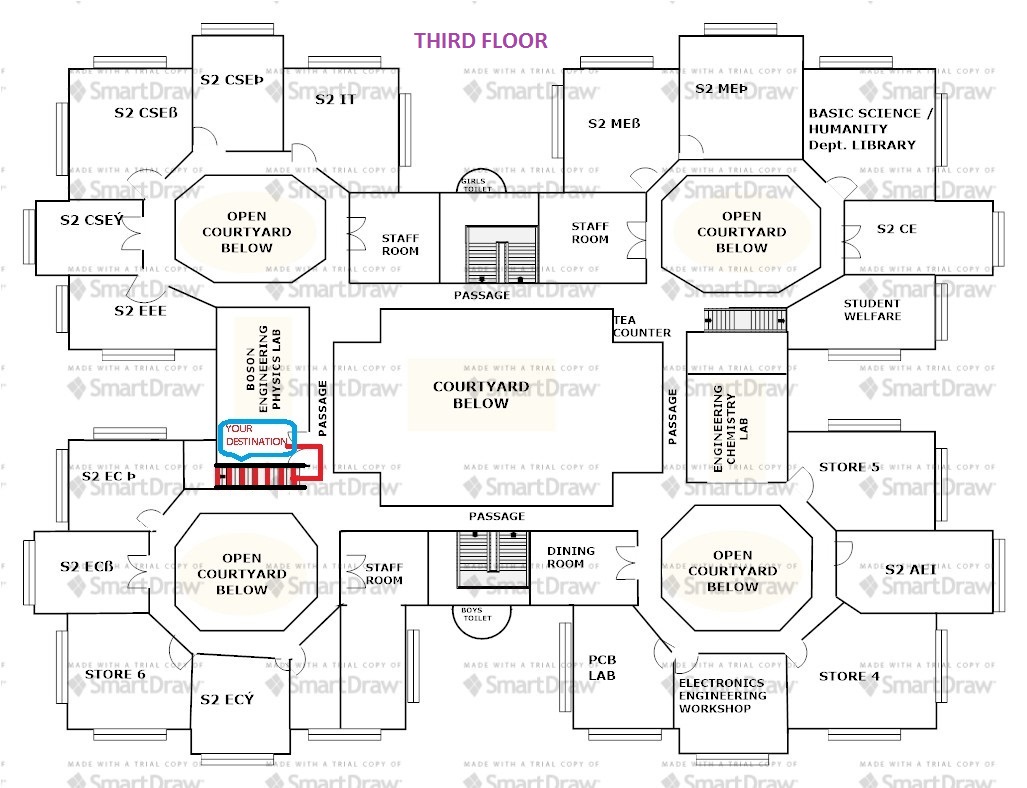 THIRD FLOOR
S2 CSEÞ
S2 CSEß
S2 IT
S2 MEÞ
S2 MEß
BASIC SCIENCE /
HUMANITY
Dept. LIBRARY
GIRLS
TOILET
S2 CSEÝ
OPEN
COURTYARD
BELOW
STAFF
ROOM
STAFF
ROOM
OPEN
COURTYARD
BELOW
S2 CE
PASSAGE
S2 EEE
STUDENT
WELFARE
TEA
COUNTER
BOSON
ENGINEERING
PHYSICS LAB
PASSAGE
COURTYARD
BELOW
PASSAGE
ENGINEERING
CHEMISTRY
LAB
YOUR
DESTINATION
S2 EC Þ
STORE 5
PASSAGE
S2 ECß
OPEN
COURTYARD
BELOW
STAFF
ROOM
DINING
ROOM
OPEN
COURTYARD
BELOW
S2 AEI
BOYS
TOILET
STORE 6
S2 ECÝ
PCB
LAB
ELECTRONICS
ENGINEERING
WORKSHOP
STORE 4
MADE WITH A TRIAL COPY OF
SmartDraw